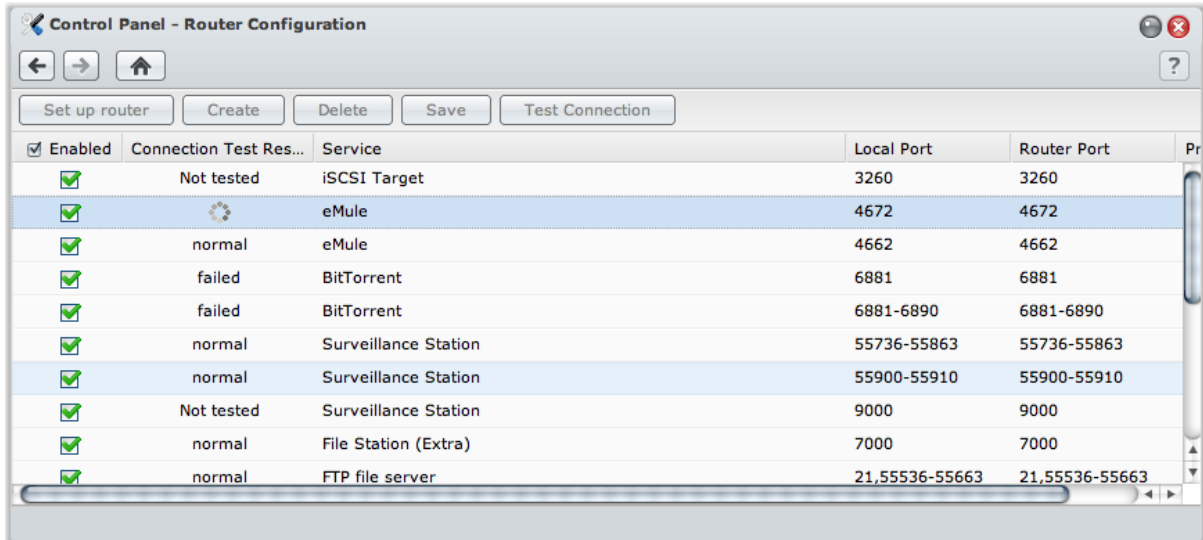 Control Panel - Router Configuration
?
Set up router Create Delete Save Test Connection
Enabled Connection Test Res... Service Local Port Router Port Pr
Not tested iSCSI Target 3260 3260
eMule 4672 4672
normal eMule 4662 4662
failed BitTorrent 6881 6881
failed BitTorrent 6881-6890 6881-6890
normal Surveillance Station 55736-55863 55736-55863
normal Surveillance Station 55900-55910 55900-55910
Not tested Surveillance Station 9000 9000
normal File Station (Extra) 7000 7000
normal FTP file server 21,55536-55663 21,55536-55663